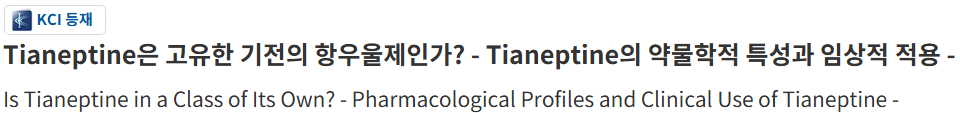 KCI 등재
Tianeptine은 고유한 기전의 항우울제인가? - Tianeptine의 약물학적 특성과 임상적 적용 -
Is Tianeptine in a Class of Its Own? - Pharmacological Profiles and Clinical Use of Tianeptine -